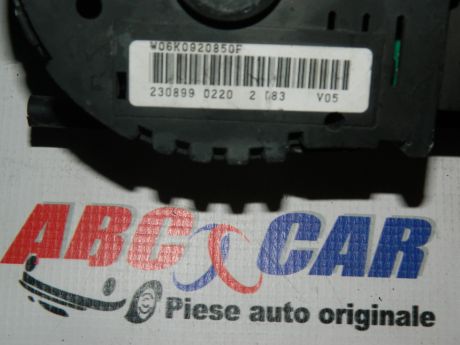 W06K0920850F
230899 0220 2 083 V05
ABC CAR
Piese auto originale